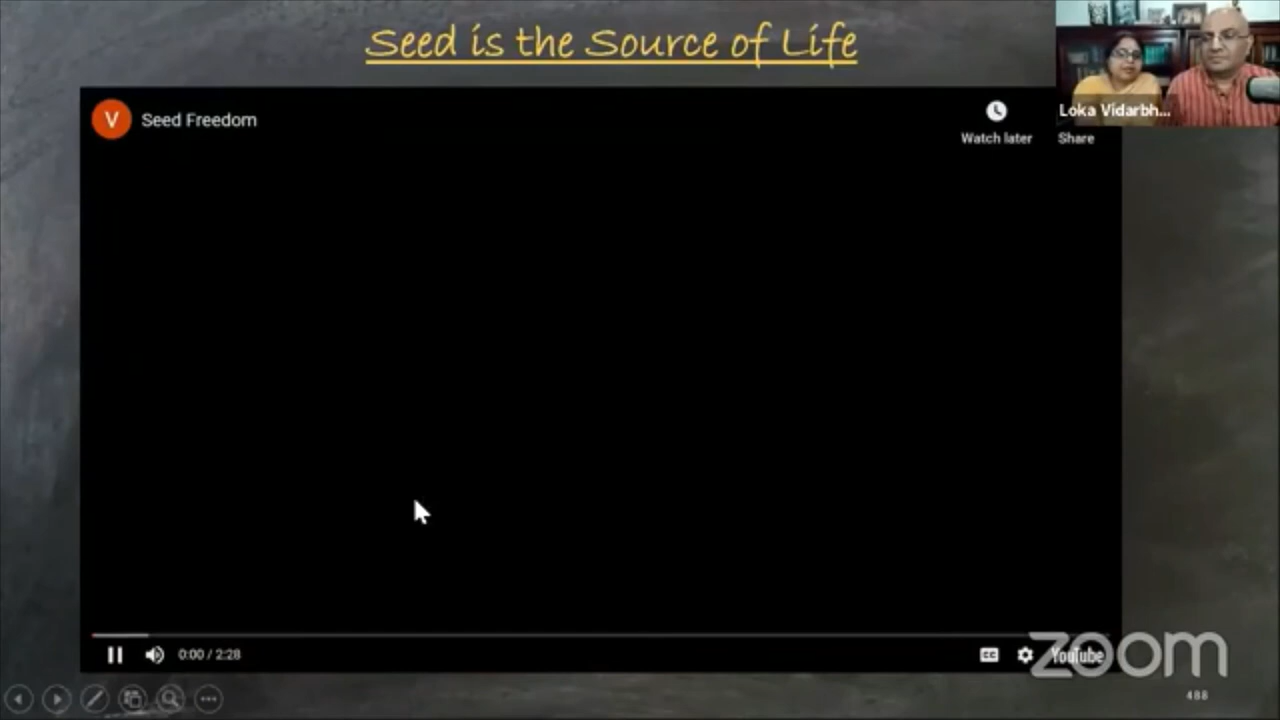 Seed is the Source of Life
V
Seed Freedom
Watch later
Share
Loka Vidarbh...
0:00 / 2:28
CC
YouTube
zoom
488